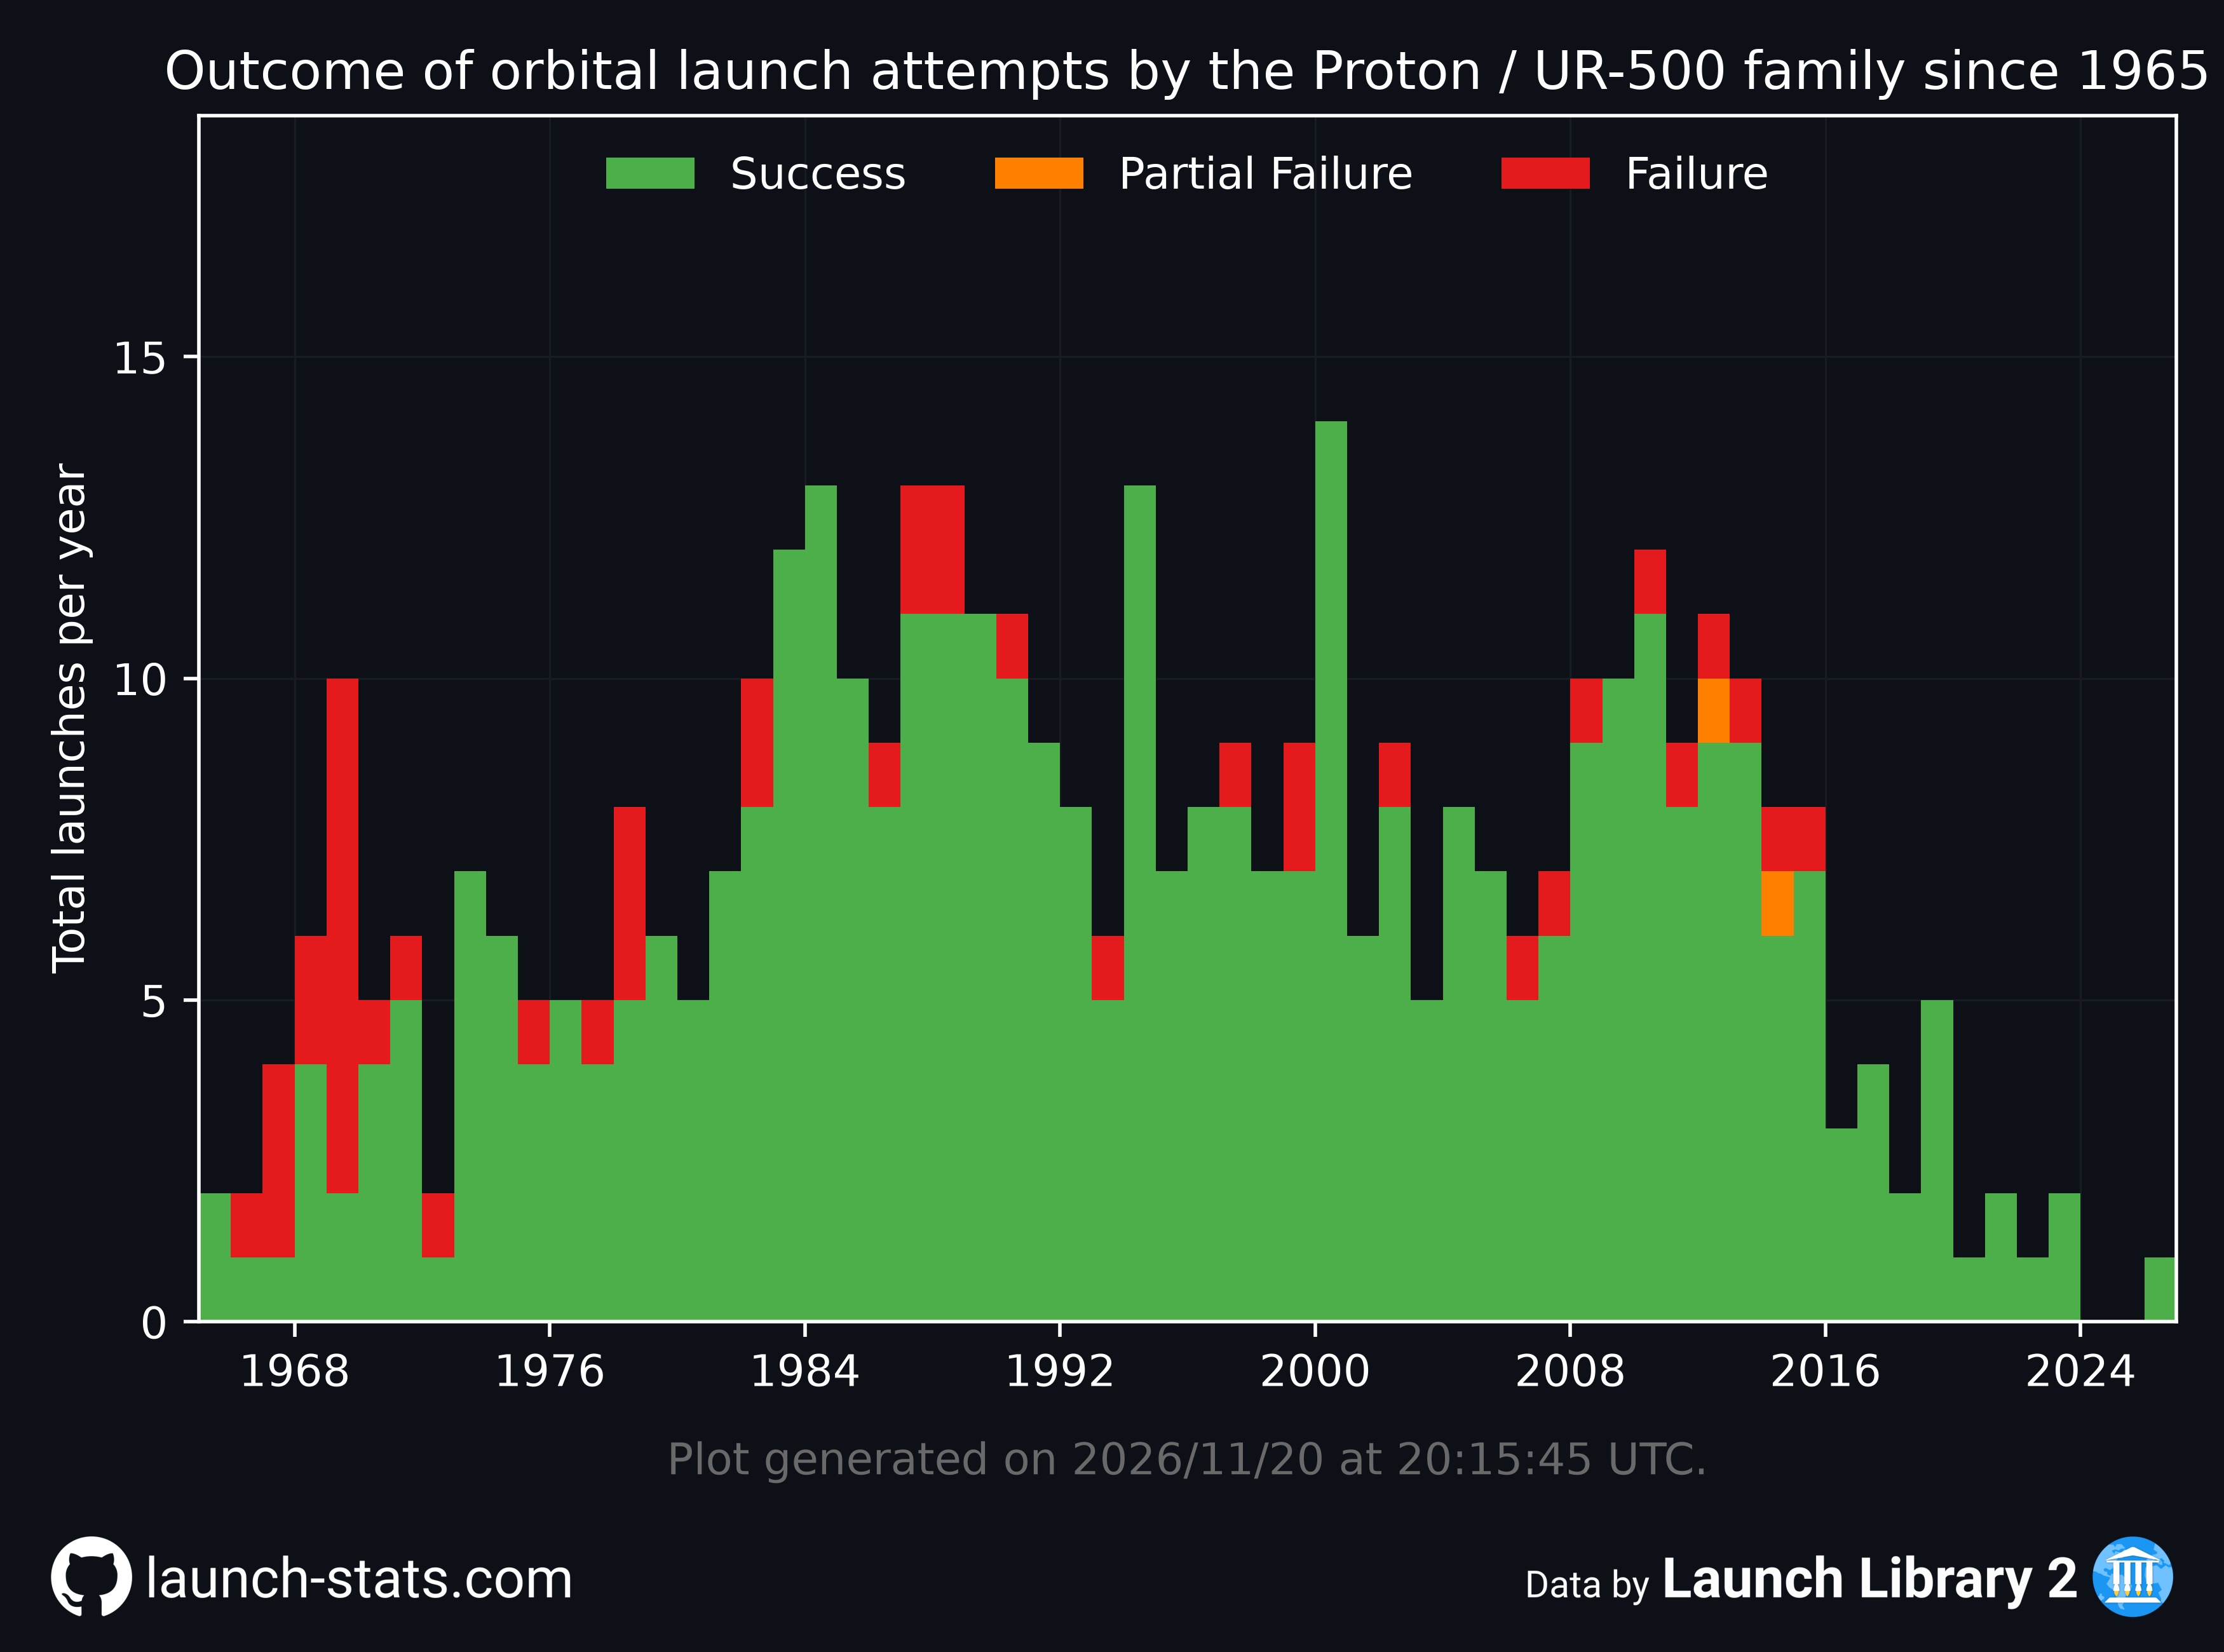 Outcome of orbital launch attempts by the Proton / UR-500 family since 1965
Success Partial Failure Failure
Total launches per year
15
10
5
0
1968 1976 1984 1992 2000 2008 2016 2024
Plot generated on 2026/11/20 at 20:15:45 UTC.
launch-stats.com
Data by Launch Library 2